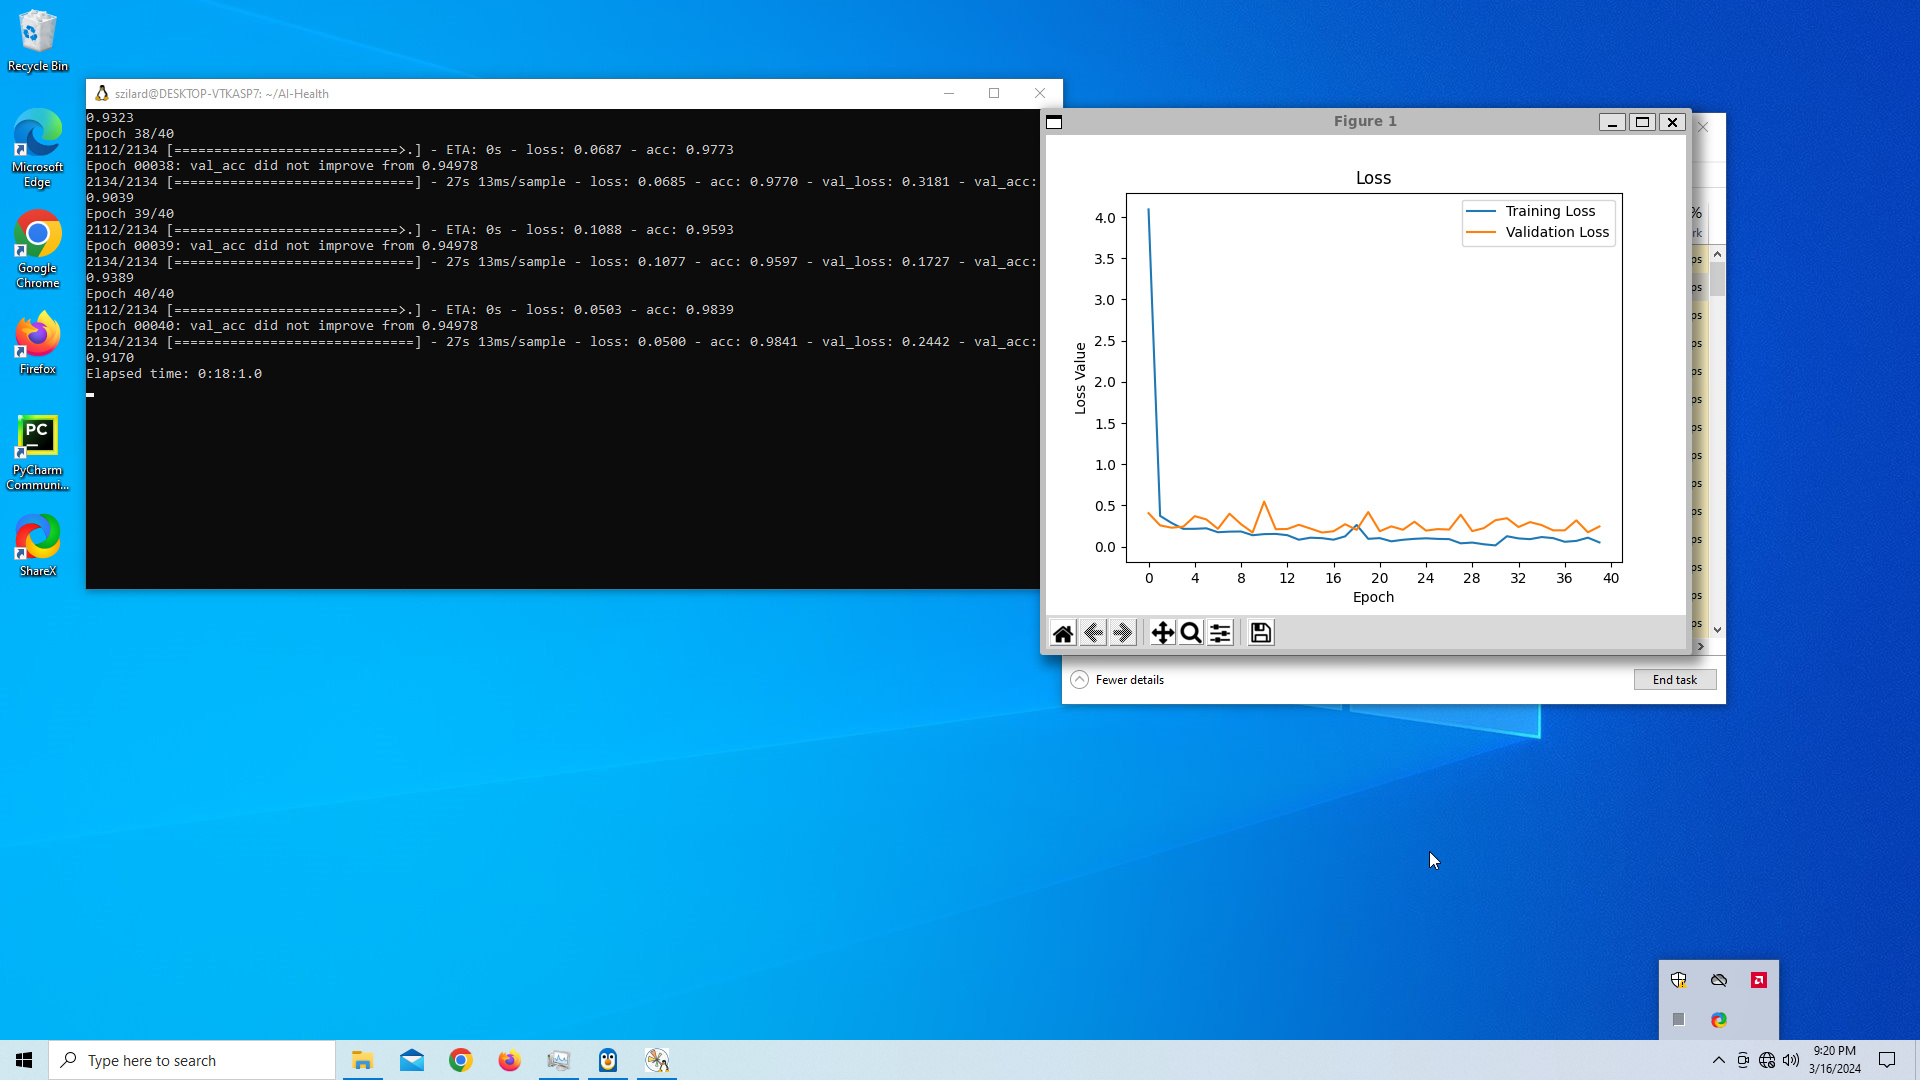 Recycle Bin
Microsoft
Edge
Google
Chrome
Firefox
PC
PyCharm
Communi...
ShareX
szilard@DESKTOP-VTKASP7: ~/AI-Health
0.9323
Epoch 38/40
2112/2134 [============================>.] - ETA: 0s - loss: 0.0687 - acc: 0.9773
Epoch 00038: val_acc did not improve from 0.94978
2134/2134 [==============================] - 27s 13ms/sample - loss: 0.0685 - acc: 0.9770 - val_loss: 0.3181 - val_acc:
0.9039
Epoch 39/40
2112/2134 [============================>.] - ETA: 0s - loss: 0.1088 - acc: 0.9593
Epoch 00039: val_acc did not improve from 0.94978
2134/2134 [==============================] - 27s 13ms/sample - loss: 0.1077 - acc: 0.9597 - val_loss: 0.1727 - val_acc:
0.9389
Epoch 40/40
2112/2134 [============================>.] - ETA: 0s - loss: 0.0503 - acc: 0.9839
Epoch 00040: val_acc did not improve from 0.94978
2134/2134 [==============================] - 27s 13ms/sample - loss: 0.0500 - acc: 0.9841 - val_loss: 0.2442 - val_acc:
0.9170
Elapsed time: 0:18:1.0
Figure 1
Loss
Training Loss
Validation Loss
Loss Value
4.0
3.5
3.0
2.5
2.0
1.5
1.0
0.5
0.0
0 4 8 12 16 20 24 28 32 36 40
Epoch
%
Fewer details
End task
Type here to search
9:20 PM
3/16/2024